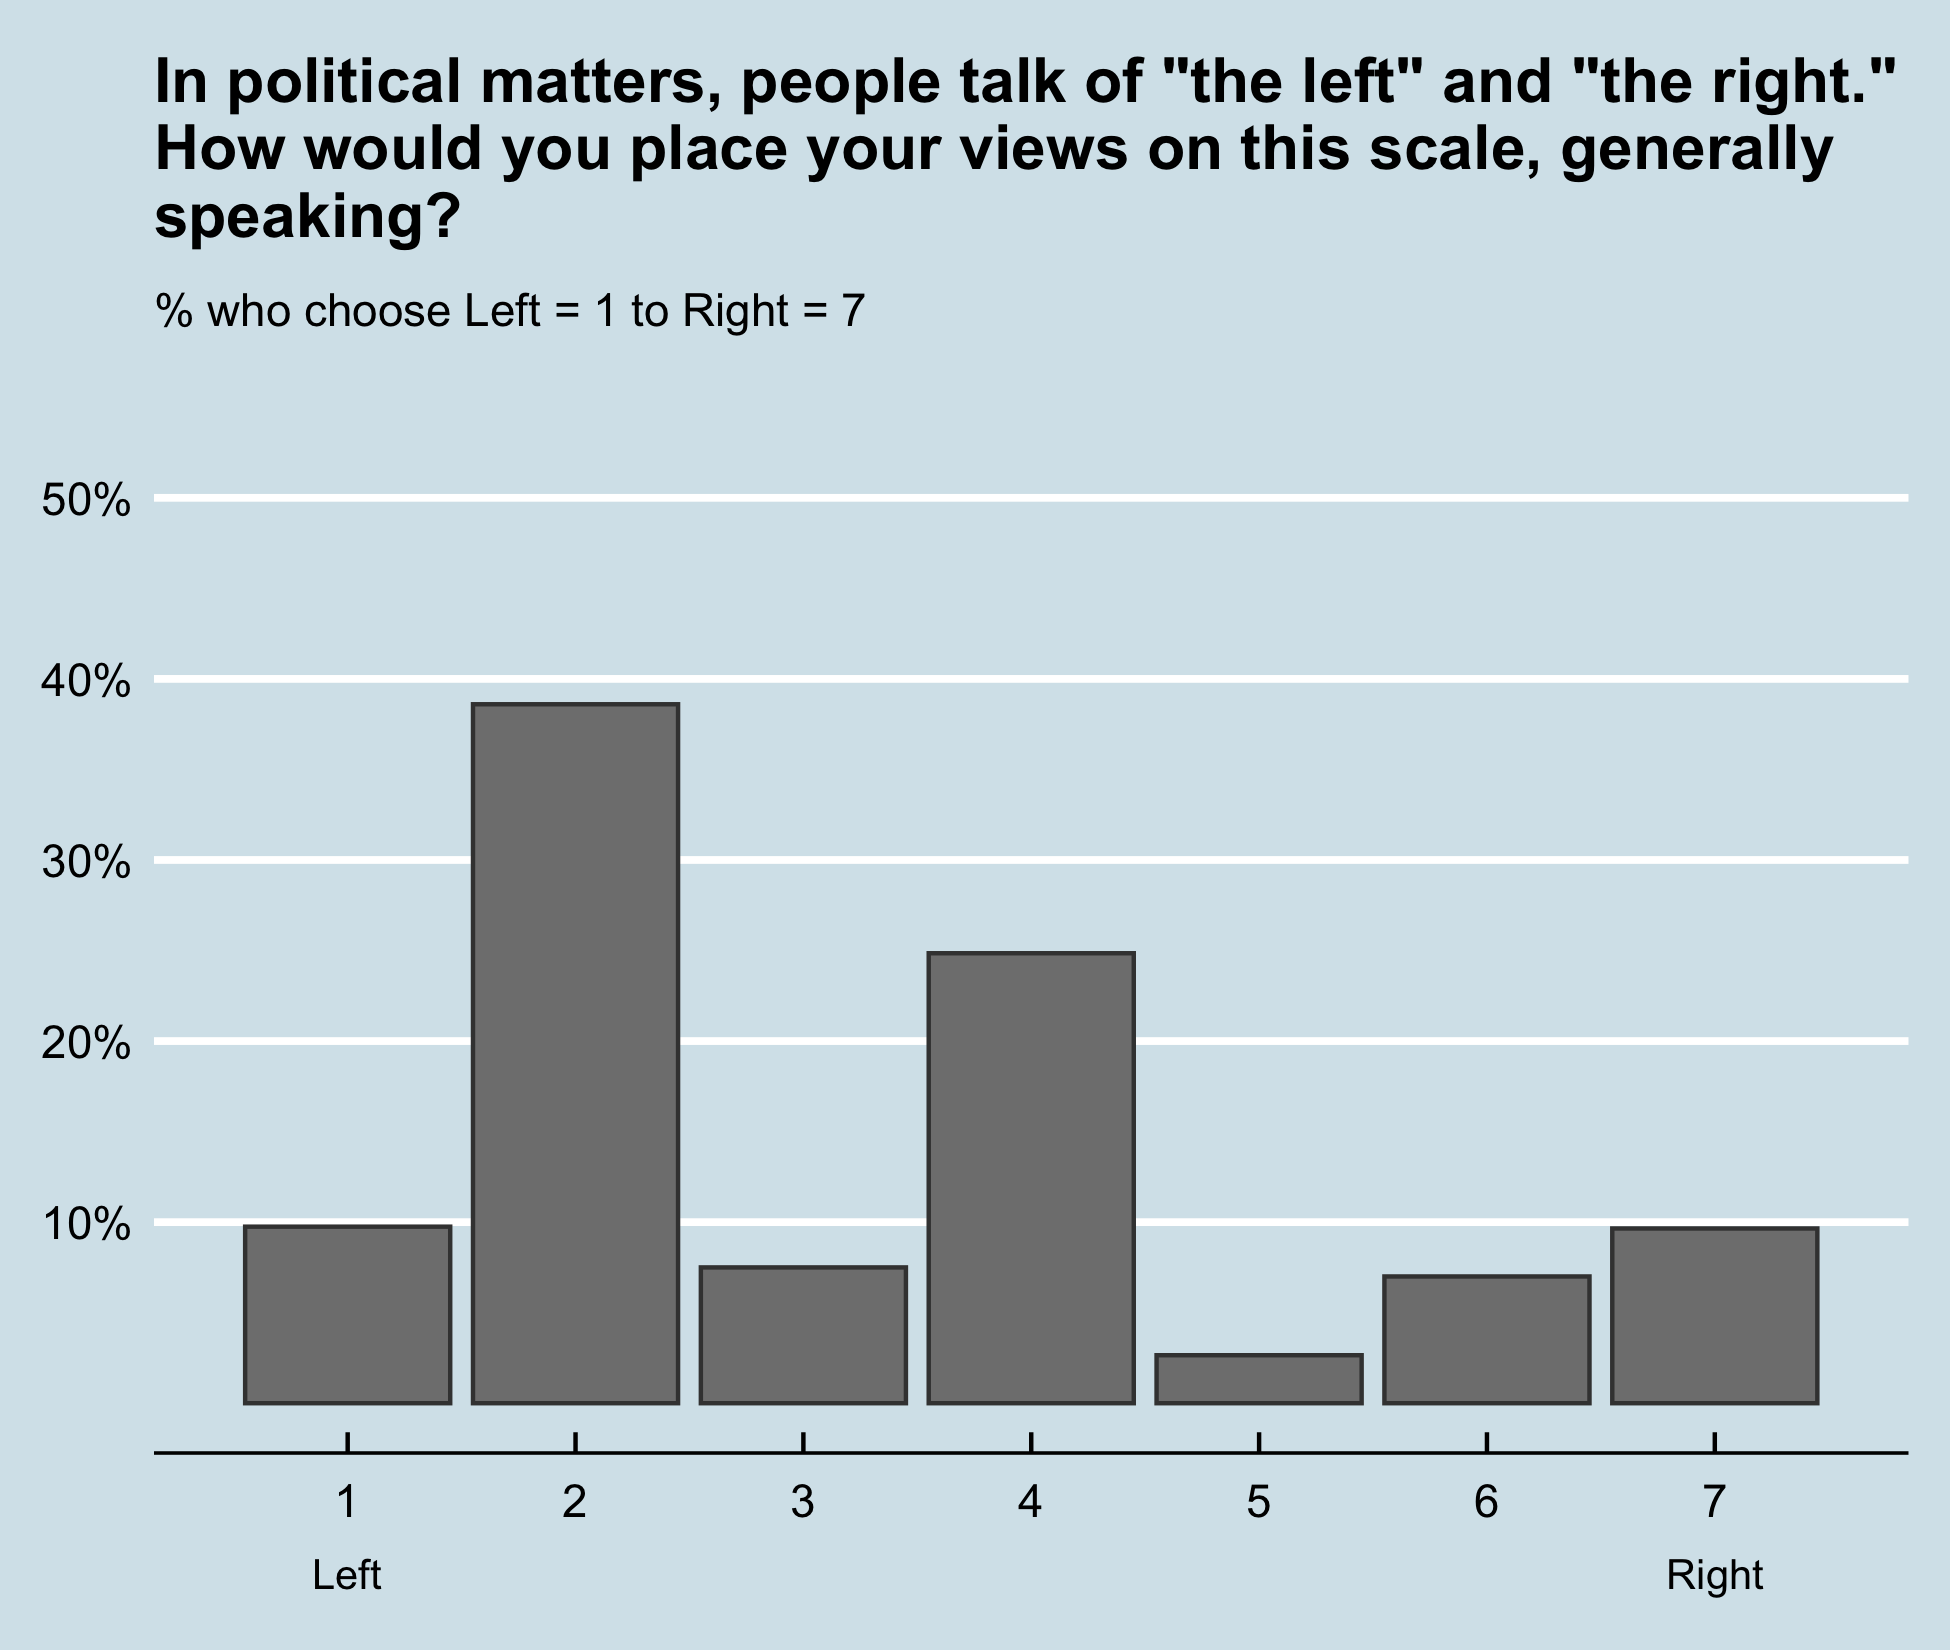 In political matters, people talk of "the left" and "the right."
How would you place your views on this scale, generally
speaking?
% who choose Left = 1 to Right = 7
50%
40%
30%
20%
10%
1 2 3 4 5 6 7
Left Right